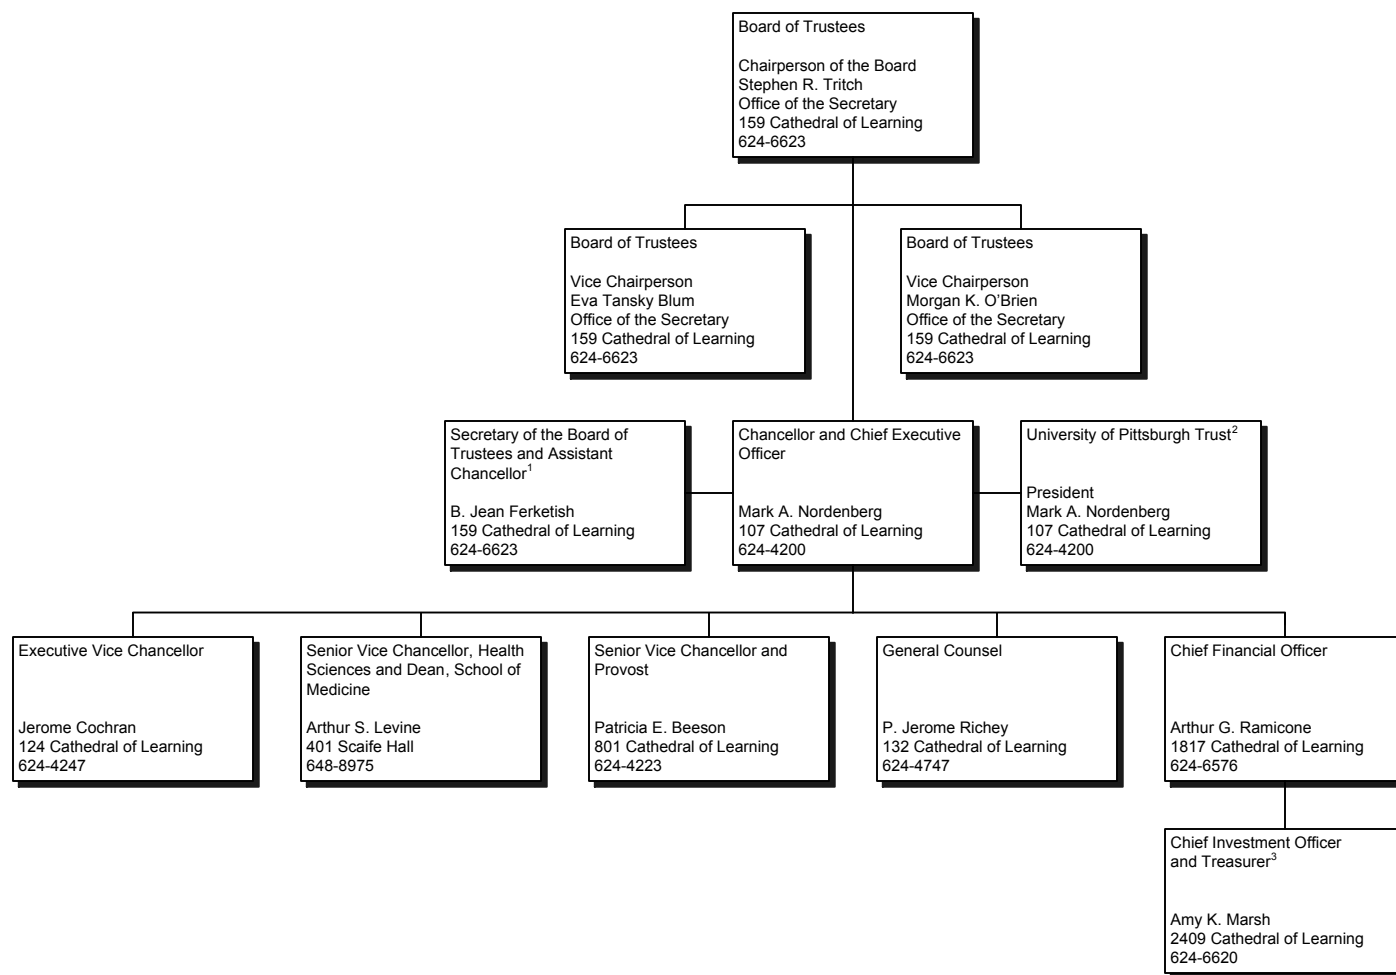 Board of Trustees
Chairperson of the Board
Stephen R. Tritch
Office of the Secretary
159 Cathedral of Learning
624-6623
Board of Trustees
Vice Chairperson
Eva Tansky Blum
Office of the Secretary
159 Cathedral of Learning
624-6623
Board of Trustees
Vice Chairperson
Morgan K. O’Brien
Office of the Secretary
159 Cathedral of Learning
624-6623
Secretary of the Board of
Trustees and Assistant
Chancellor¹
B. Jean Ferketish
159 Cathedral of Learning
624-6623
Chancellor and Chief Executive
Officer
Mark A. Nordenberg
107 Cathedral of Learning
624-4200
University of Pittsburgh Trust²
President
Mark A. Nordenberg
107 Cathedral of Learning
624-4200
Executive Vice Chancellor
Jerome Cochran
124 Cathedral of Learning
624-4247
Senior Vice Chancellor, Health
Sciences and Dean, School of
Medicine
Arthur S. Levine
401 Scaife Hall
648-8975
Senior Vice Chancellor and
Provost
Patricia E. Beeson
801 Cathedral of Learning
624-4223
General Counsel
P. Jerome Richey
132 Cathedral of Learning
624-4747
Chief Financial Officer
Arthur G. Ramicone
1817 Cathedral of Learning
624-6576
Chief Investment Officer
and Treasurer³
Amy K. Marsh
2409 Cathedral of Learning
624-6620